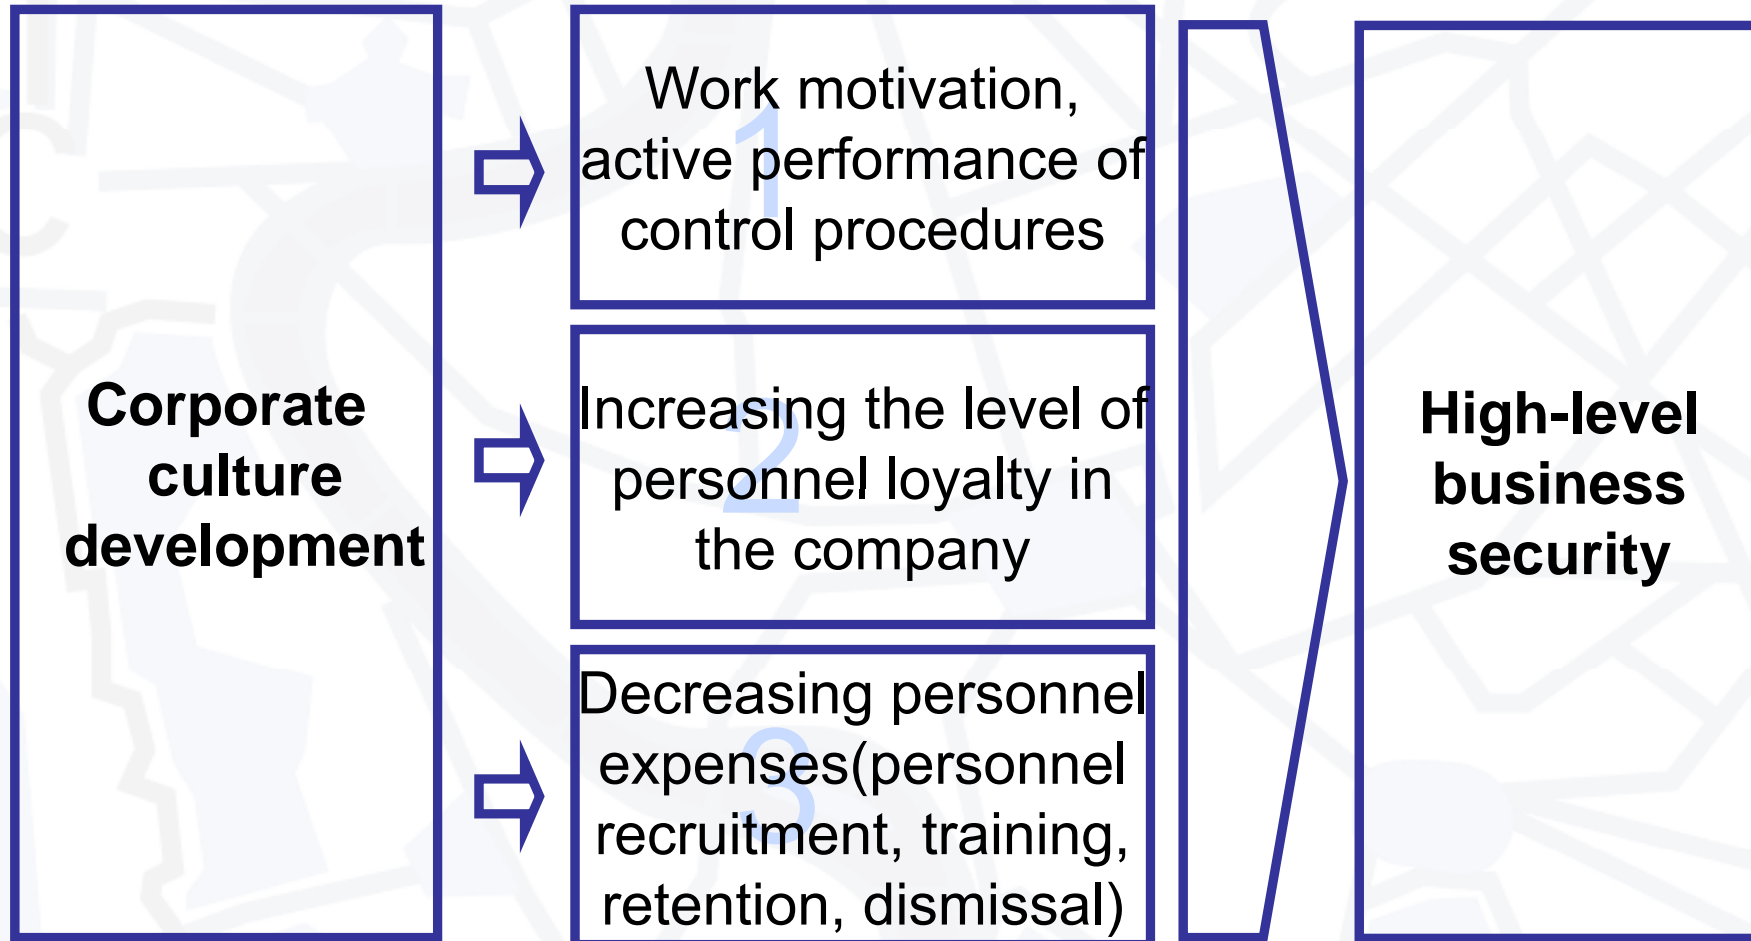 Corporate
culture
development
1
Work motivation,
active performance of
control procedures
2
Increasing the level of
personnel loyalty in
the company
3
Decreasing personnel
expenses(personnel
recruitment, training,
retention, dismissal)
High-level
business
security